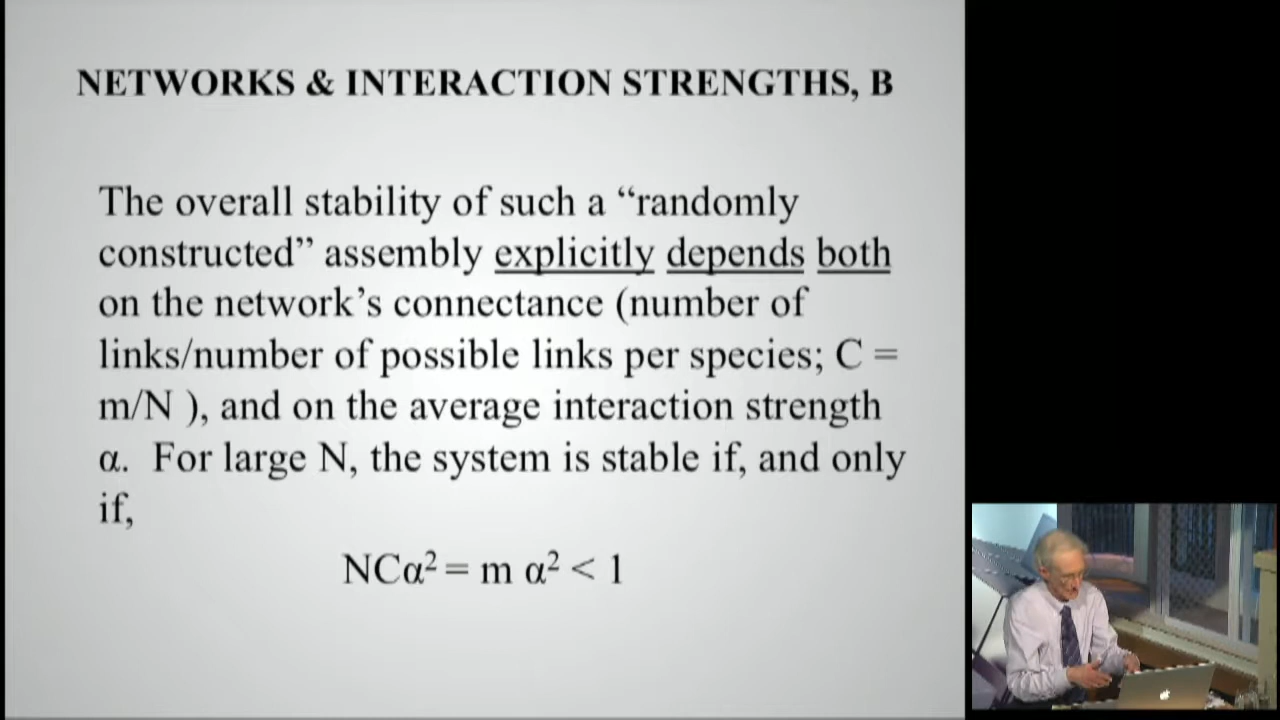 NETWORKS & INTERACTION STRENGTHS, B
The overall stability of such a “randomly
constructed” assembly explicitly depends both
on the network’s connectance (number of
links/number of possible links per species; C =
m/N ), and on the average interaction strength
α.  For large N, the system is stable if, and only
if,
NCα² = m α² < 1